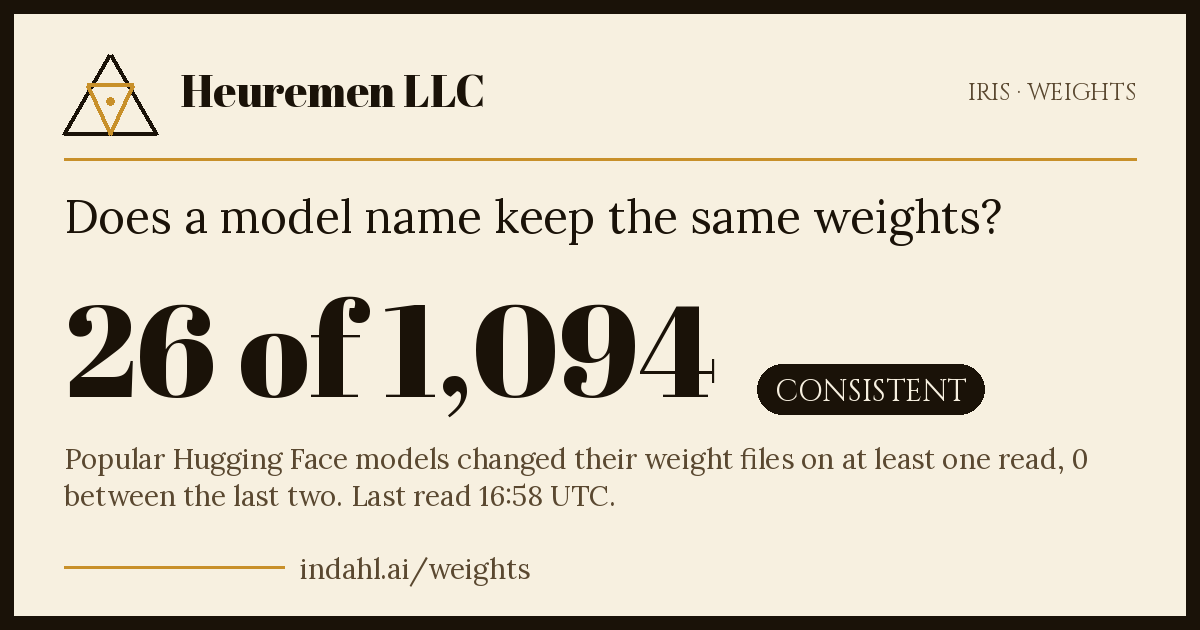 Heuremen LLC
IRIS · WEIGHTS
Does a model name keep the same weights?
26 of 1,094
CONSISTENT
Popular Hugging Face models changed their weight files on at least one read, 0
between the last two. Last read 16:58 UTC.
indahl.ai/weights